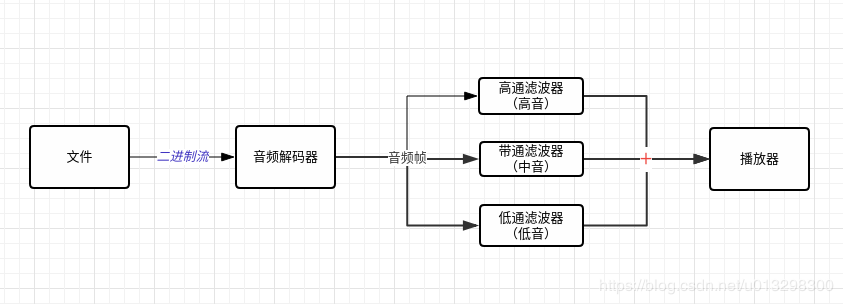 文件
二进制流
音频解码器
音频帧
高通滤波器
（高音）
带通滤波器
（中音）
低通滤波器
（低音）
+
播放器
https://blog.csdn.net/u013298300